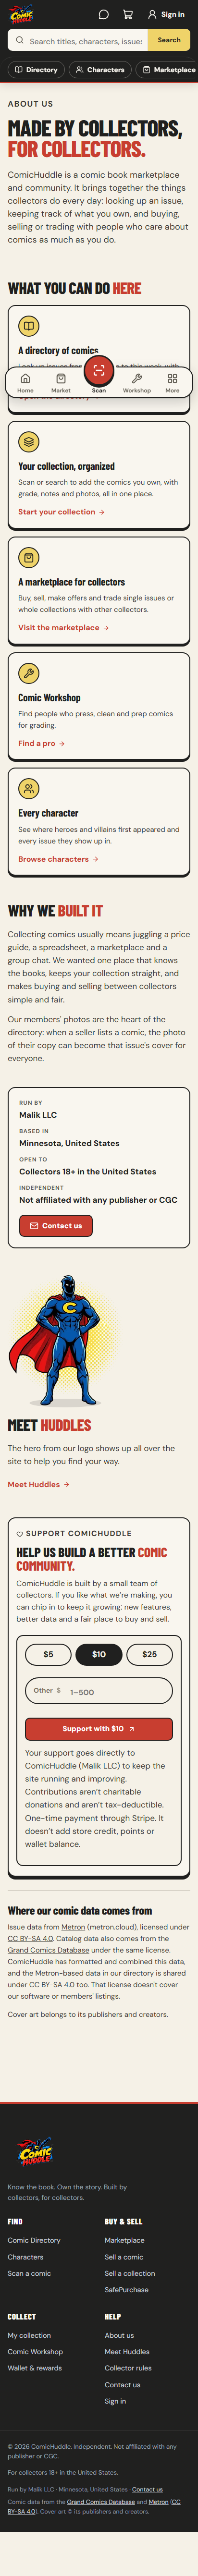 COMIC HUDDLE
Sign in
Search titles, characters, issues
Search
Directory
Characters
Marketplace
ABOUT US
MADE BY COLLECTORS,
FOR COLLECTORS.
ComicHuddle is a comic book marketplace
and community. It brings together the things
collectors do every day: looking up an issue,
keeping track of what you own, and buying,
selling or trading with people who care about
comics as much as you do.
WHAT YOU CAN DO HERE
A directory of comics
Home
Market
Scan
Workshop
More
Your collection, organized
Scan or search to add the comics you own, with
grade, notes and photos, all in one place.
Start your collection →
A marketplace for collectors
Buy, sell, make offers and trade single issues or
whole collections with other collectors.
Visit the marketplace →
Comic Workshop
Find people who press, clean and prep comics
for grading.
Find a pro →
Every character
See where heroes and villains first appeared and
every issue they show up in.
Browse characters →
WHY WE BUILT IT
Collecting comics usually means juggling a price
guide, a spreadsheet, a marketplace and a
group chat. We wanted one place that knows
the books, keeps your collection straight, and
makes buying and selling between collectors
simple and fair.
Our members' photos are the heart of the
directory: when a seller lists a comic, the photo
of their copy can become that issue's cover for
everyone.
RUN BY
Malik LLC
BASED IN
Minnesota, United States
OPEN TO
Collectors 18+ in the United States
INDEPENDENT
Not affiliated with any publisher or CGC
Contact us
C
MEET HUDDLES
The hero from our logo shows up all over the
site to help you find your way.
Meet Huddles →
SUPPORT COMICHUDDLE
HELP US BUILD A BETTER COMIC
COMMUNITY.
ComicHuddle is built by a small team of
collectors. If you like what we're making, you
can chip in to keep it growing: new features,
better data and a fair place to buy and sell.
$5
$10
$25
Other $ 1–500
Support with $10 ↗
Your support goes directly to
ComicHuddle (Malik LLC) to keep the
site running and improving.
Contributions aren't charitable
donations and aren't tax-deductible.
One-time payment through Stripe. It
doesn't add store credit, points or
wallet balance.
Where our comic data comes from
Issue data from Metron (metron.cloud), licensed under
CC BY-SA 4.0. Catalog data also comes from the
Grand Comics Database under the same license.
ComicHuddle has formatted and combined this data,
and the Metron-based data in our directory is shared
under CC BY-SA 4.0 too. That license doesn't cover
our software or members' listings.
Cover art belongs to its publishers and creators.
COMIC HUDDLE
Know the book. Own the story. Built by
collectors, for collectors.
FIND
Comic Directory
Characters
Scan a comic
BUY & SELL
Marketplace
Sell a comic
Sell a collection
SafePurchase
COLLECT
My collection
Comic Workshop
Wallet & rewards
HELP
About us
Meet Huddles
Collector rules
Contact us
Sign in
© 2026 ComicHuddle. Independent. Not affiliated with any
publisher or CGC.
For collectors 18+ in the United States.
Run by Malik LLC · Minnesota, United States · Contact us
Comic data from the Grand Comics Database and Metron (CC
BY-SA 4.0). Cover art © its publishers and creators.